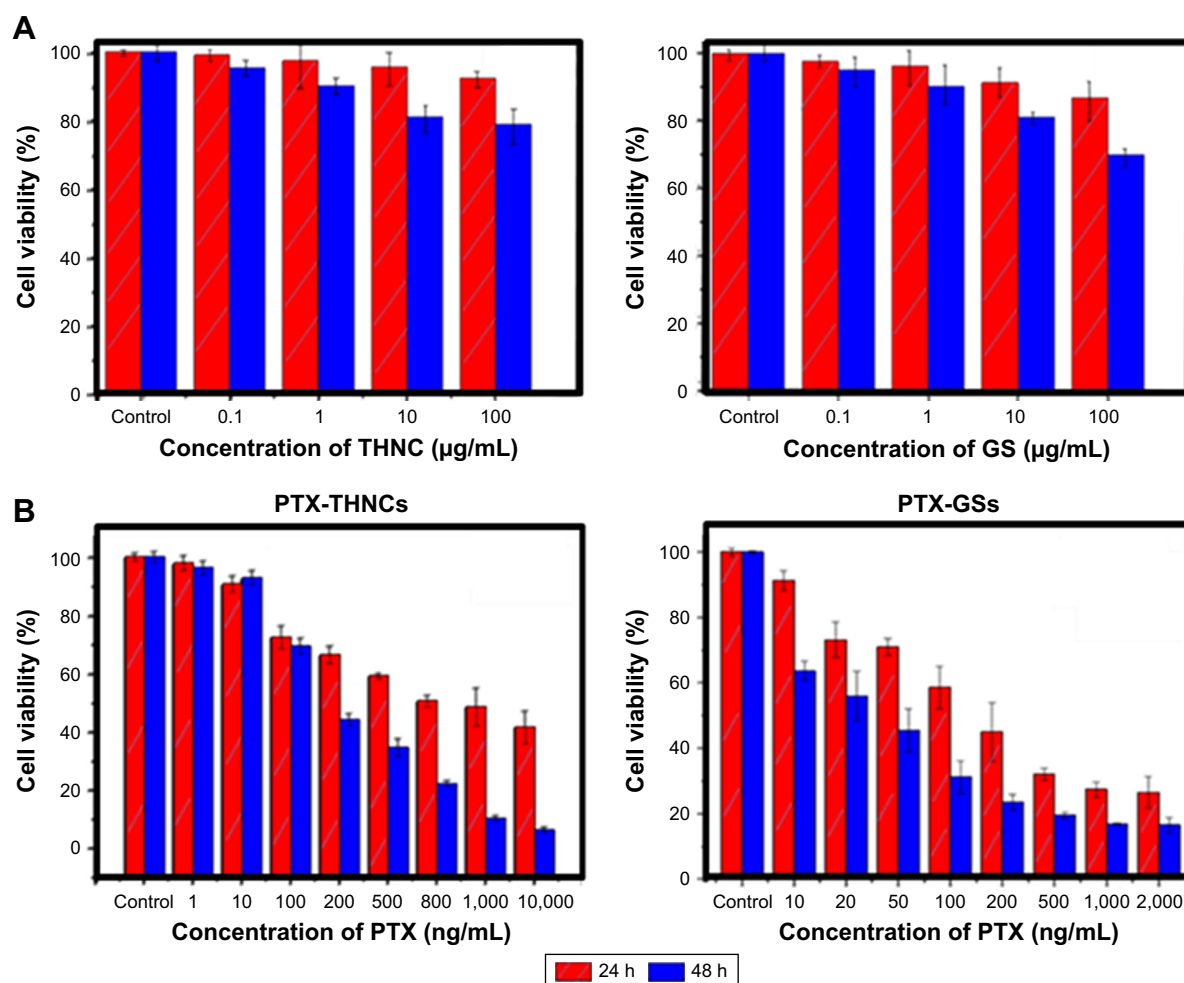 A
100
80
60
40
20
0
Cell viability (%)
Control 0.1 1 10 100
Concentration of THNC (µg/mL)
100
80
60
40
20
0
Cell viability (%)
Control 0.1 1 10 100
Concentration of GS (µg/mL)
B
PTX-THNCs
100
80
60
40
20
0
Cell viability (%)
Control 1 10 100 200 500 800 1,000 10,000
Concentration of PTX (ng/mL)
PTX-GSs
100
80
60
40
20
0
Cell viability (%)
Control 10 20 50 100 200 500 1,000 2,000
Concentration of PTX (ng/mL)
24 h 48 h